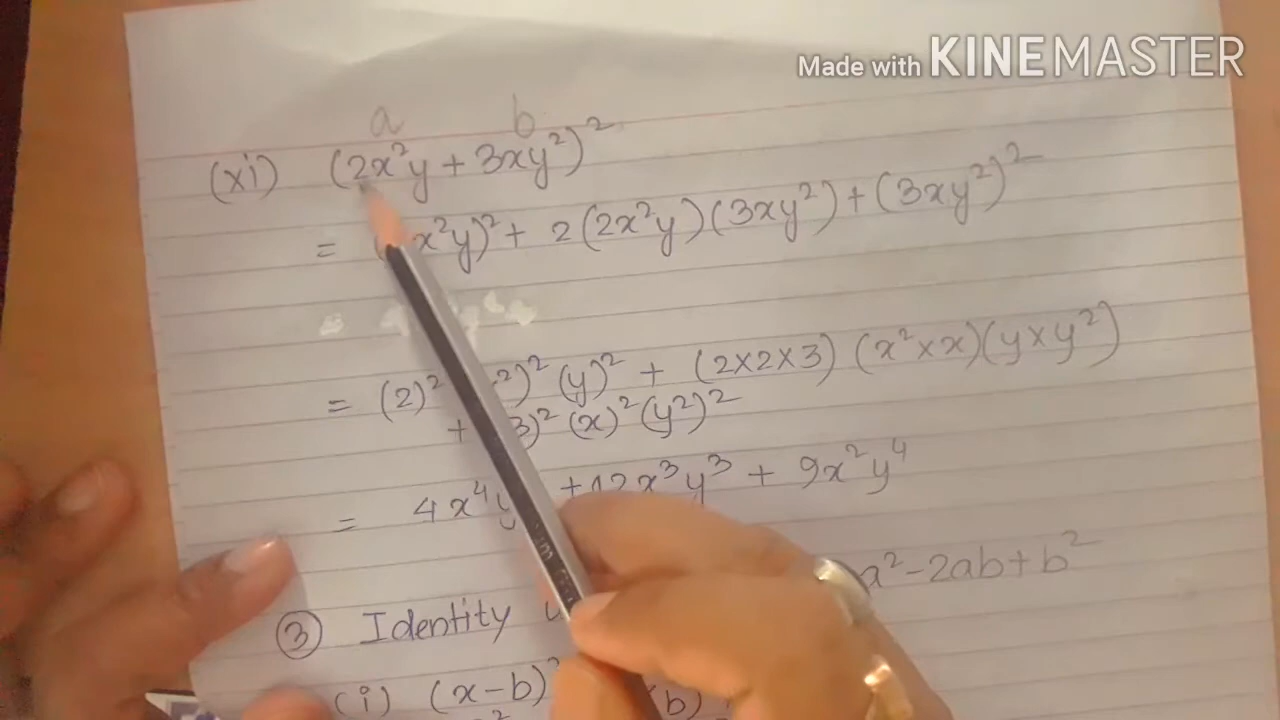 Made with KINEMASTER
a b
(xi) (2x²y + 3xy²)²
= x²y)² + 2(2x²y)(3xy²) + (3xy²)²
= (2)² ²)² (y)² + (2×2×3) (x²×x)(y×y²)
+ 3)² (x)² (y²)²
= 4x⁴y + 12x³y³ + 9x²y⁴
③ Identity a² - 2ab + b²
(i) (x-b)² b)